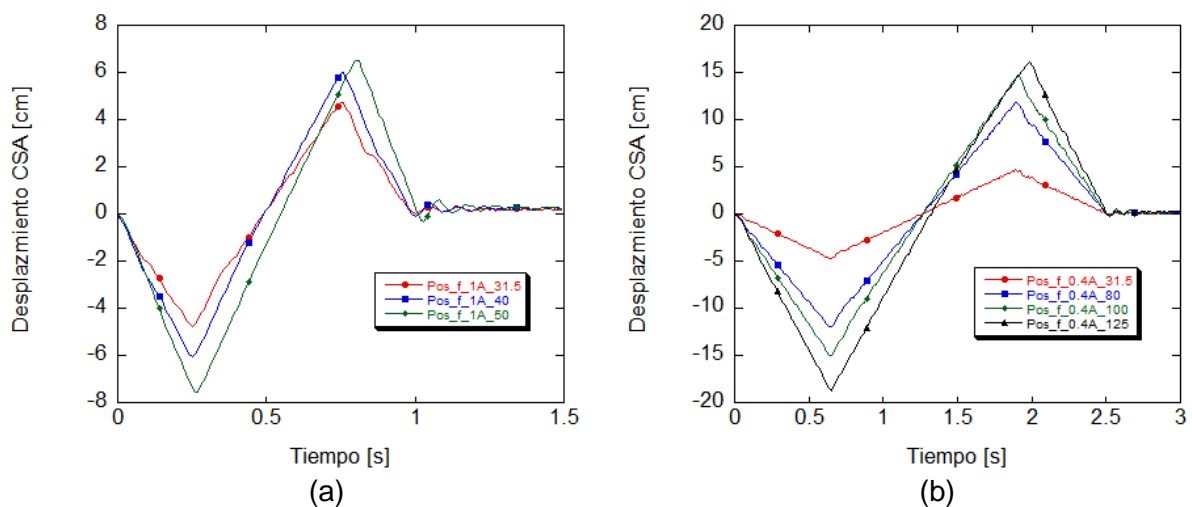 8
6
4
2
0
-2
-4
-6
-8
Desplazmiento CSA [cm]
0
0.5
1
1.5
Tiempo [s]
Pos_f_1A_31.5
Pos_f_1A_40
Pos_f_1A_50
(a)
20
15
10
5
0
-5
-10
-15
-20
Desplazmiento CSA [cm]
0
0.5
1
1.5
2
2.5
3
Tiempo [s]
Pos_f_0.4A_31.5
Pos_f_0.4A_80
Pos_f_0.4A_100
Pos_f_0.4A_125
(b)